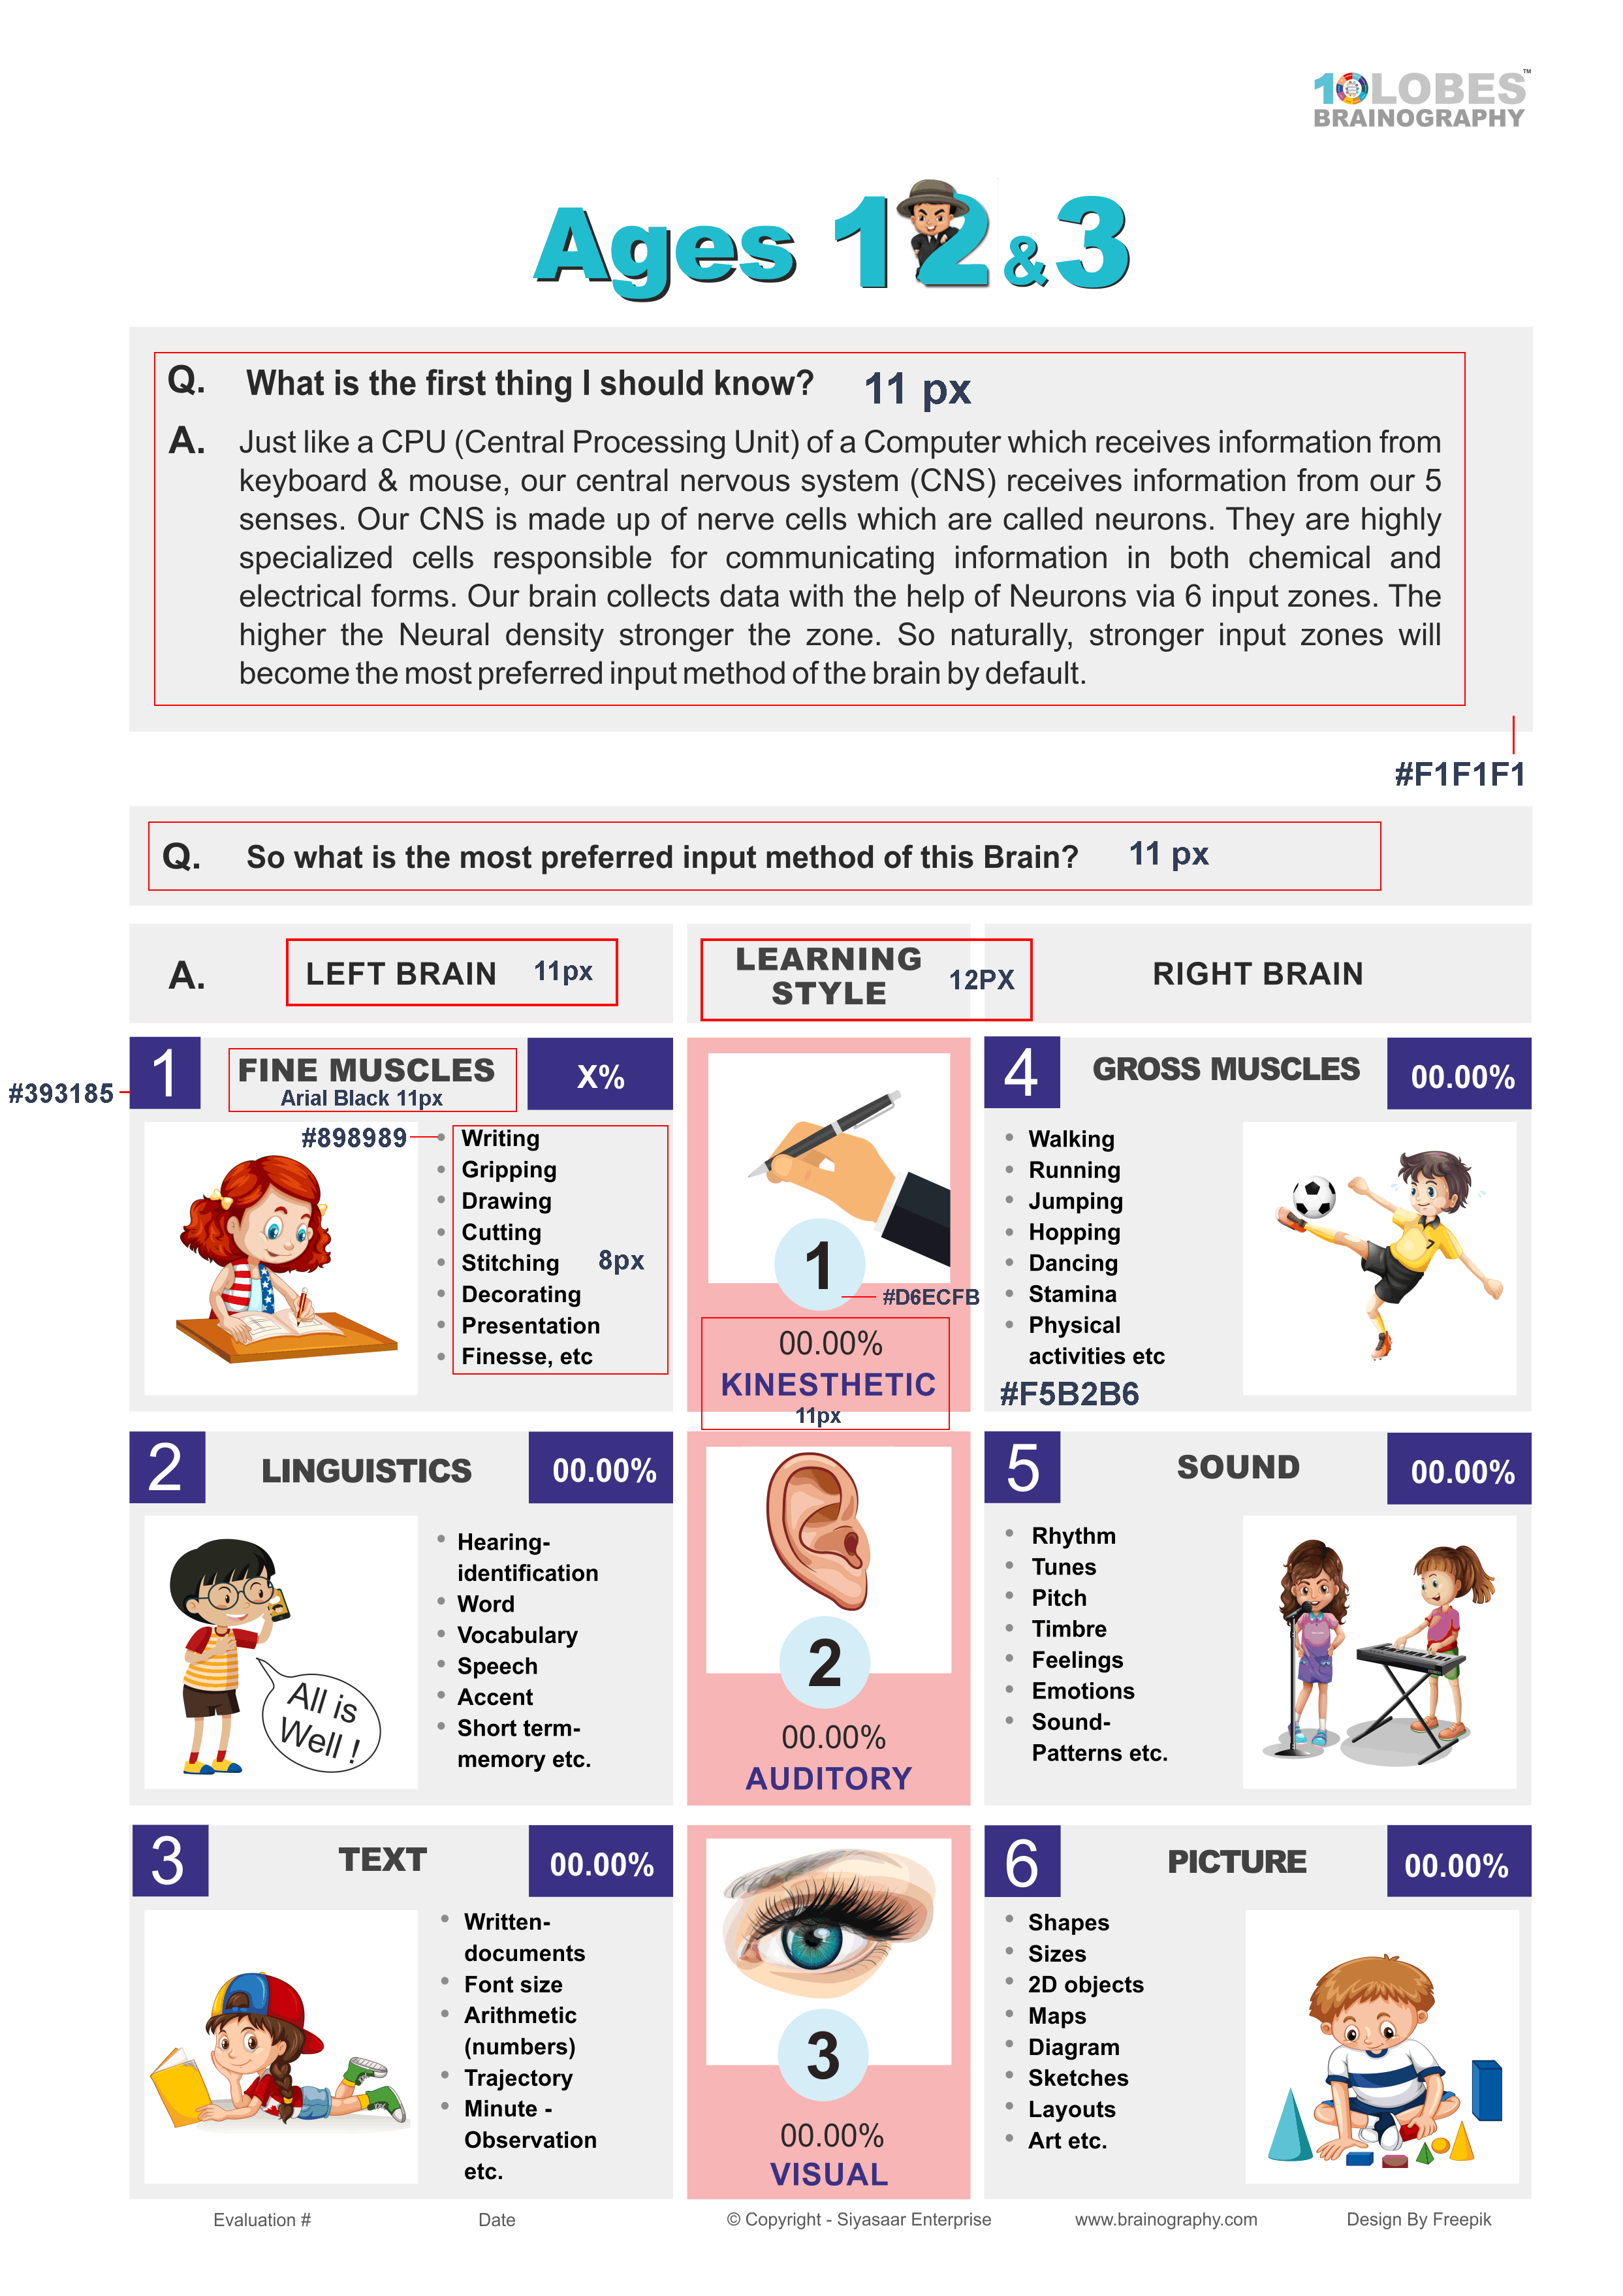 10LOBES™
BRAINOGRAPHY
Ages 12&3
Q. What is the first thing I should know? 11 px
A. Just like a CPU (Central Processing Unit) of a Computer which receives information from
keyboard & mouse, our central nervous system (CNS) receives information from our 5
senses. Our CNS is made up of nerve cells which are called neurons. They are highly
specialized cells responsible for communicating information in both chemical and
electrical forms. Our brain collects data with the help of Neurons via 6 input zones. The
higher the Neural density stronger the zone. So naturally, stronger input zones will
become the most preferred input method of the brain by default.
#F1F1F1
Q. So what is the most preferred input method of this Brain? 11 px
A. LEFT BRAIN 11px
LEARNING
STYLE 12PX
RIGHT BRAIN
#393185
1 FINE MUSCLES X%
Arial Black 11px
#898989
• Writing
• Gripping
• Drawing
• Cutting
• Stitching 8px
• Decorating
• Presentation
• Finesse, etc
1
#D6ECFB
00.00%
KINESTHETIC
11px
4 GROSS MUSCLES 00.00%
• Walking
• Running
• Jumping
• Hopping
• Dancing
• Stamina
• Physical
activities etc
#F5B2B6
7
2 LINGUISTICS 00.00%
• Hearing-
identification
• Word
• Vocabulary
• Speech
• Accent
• Short term-
memory etc.
All is
Well !
2
00.00%
AUDITORY
5 SOUND 00.00%
• Rhythm
• Tunes
• Pitch
• Timbre
• Feelings
• Emotions
• Sound-
Patterns etc.
3 TEXT 00.00%
• Written-
documents
• Font size
• Arithmetic
(numbers)
• Trajectory
• Minute -
Observation
etc.
3
00.00%
VISUAL
6 PICTURE 00.00%
• Shapes
• Sizes
• 2D objects
• Maps
• Diagram
• Sketches
• Layouts
• Art etc.
Evaluation # Date © Copyright - Siyasaar Enterprise www.brainography.com Design By Freepik